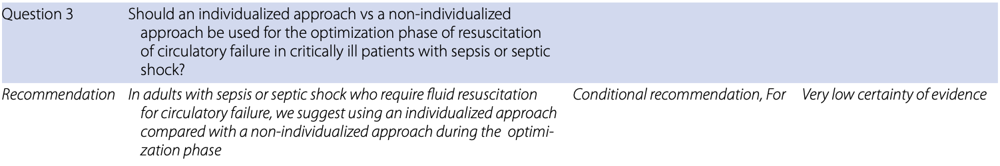 Question 3 Should an individualized approach vs a non-individualized
approach be used for the optimization phase of resuscitation
of circulatory failure in critically ill patients with sepsis or septic
shock?
Recommendation In adults with sepsis or septic shock who require fluid resuscitation Conditional recommendation, For Very low certainty of evidence
for circulatory failure, we suggest using an individualized approach
compared with a non-individualized approach during the optimi-
zation phase